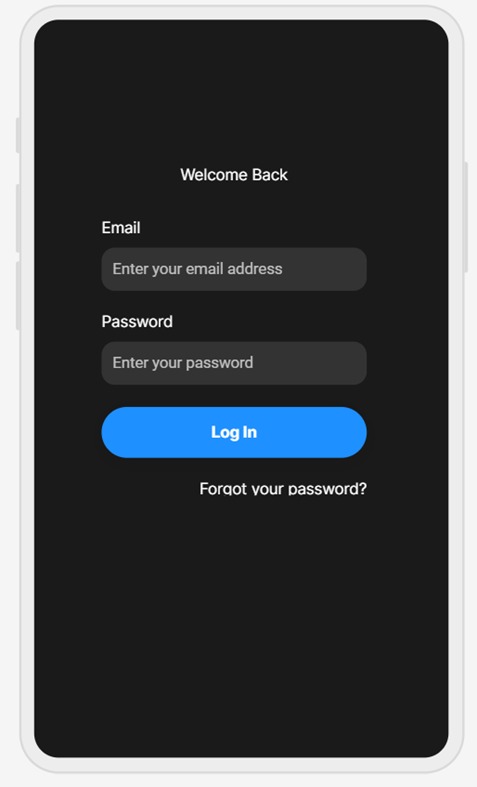 Welcome Back
Email
Enter your email address
Password
Enter your password
Log In
Forgot your password?